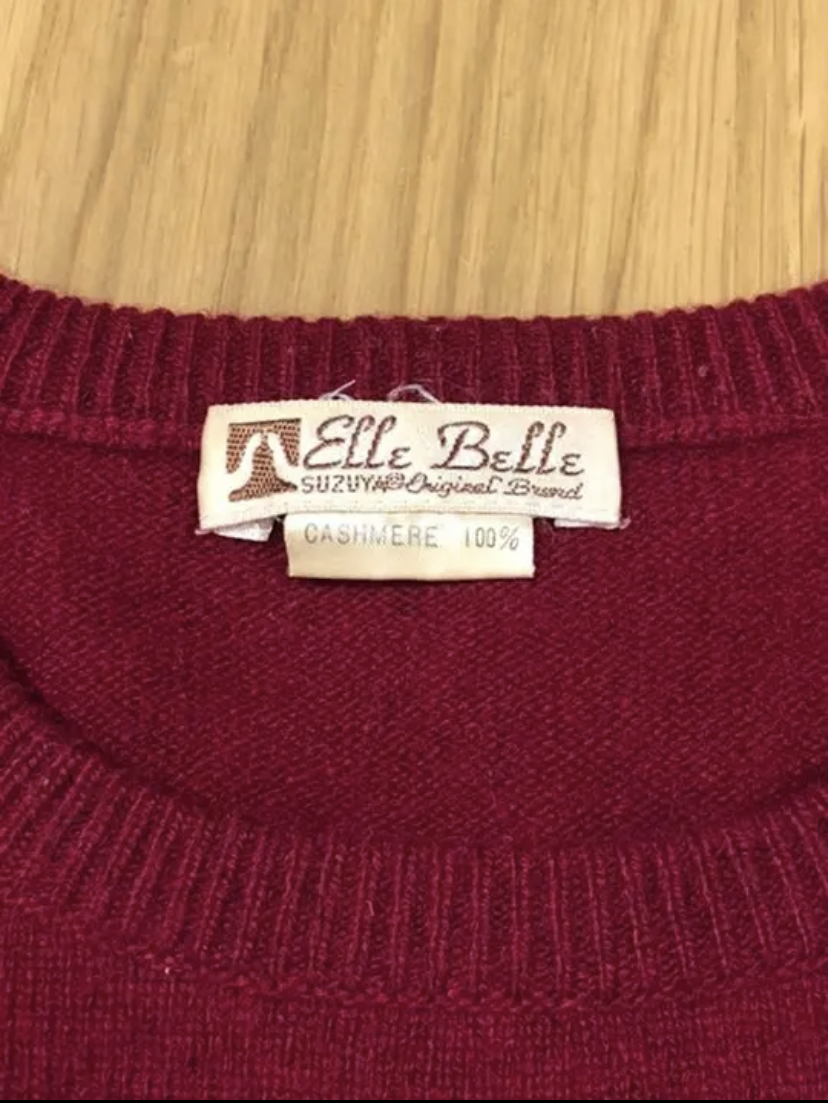 Elle Belle
SUZUYA® Original Brand
CASHMERE 100%